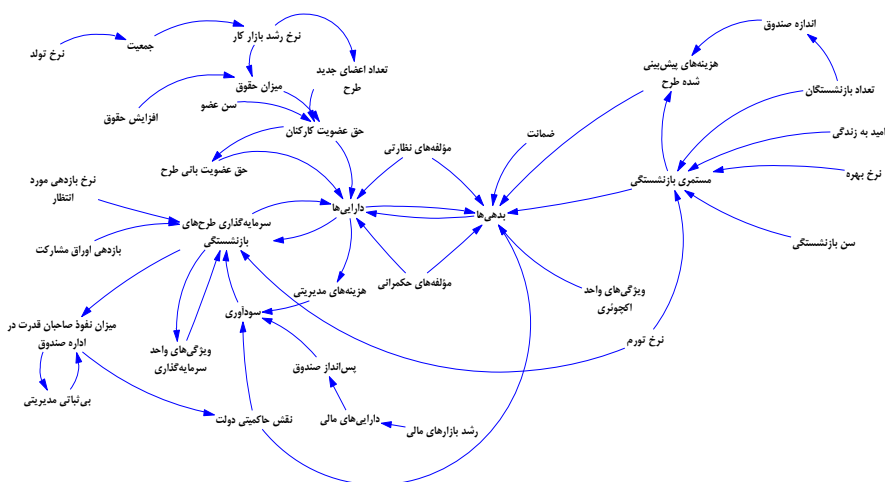 اندازه صندوق
نرخ رشد بازار کار
جمعیت
نرخ تولد
هزینه‌های پیش‌بینی
شده طرح
تعداد اعضای جدید
طرح
میزان حقوق
تعداد بازنشستگان
سن عضو
افزایش حقوق
حق عضویت کارکنان
ضمانت
امید به زندگی
مؤلفه‌های نظارتی
حق عضویت بانی طرح
نرخ بهره
مستمری بازنشستگی
نرخ بازدهی مورد
انتظار
دارایی‌ها
بدهی‌ها
سرمایه‌گذاری طرح‌های
بازنشستگی
سن بازنشستگی
بازدهی اوراق مشارکت
مؤلفه‌های حکمرانی
هزینه‌های مدیریتی
ویژگی‌های واحد
اکچوئری
سودآوری
میزان نفوذ صاحبان قدرت در
اداره صندوق
نرخ تورم
ویژگی‌های واحد
سرمایه‌گذاری
پس‌انداز صندوق
بی‌ثباتی مدیریتی
نقش حاکمیتی دولت
دارایی‌های مالی
رشد بازارهای مالی